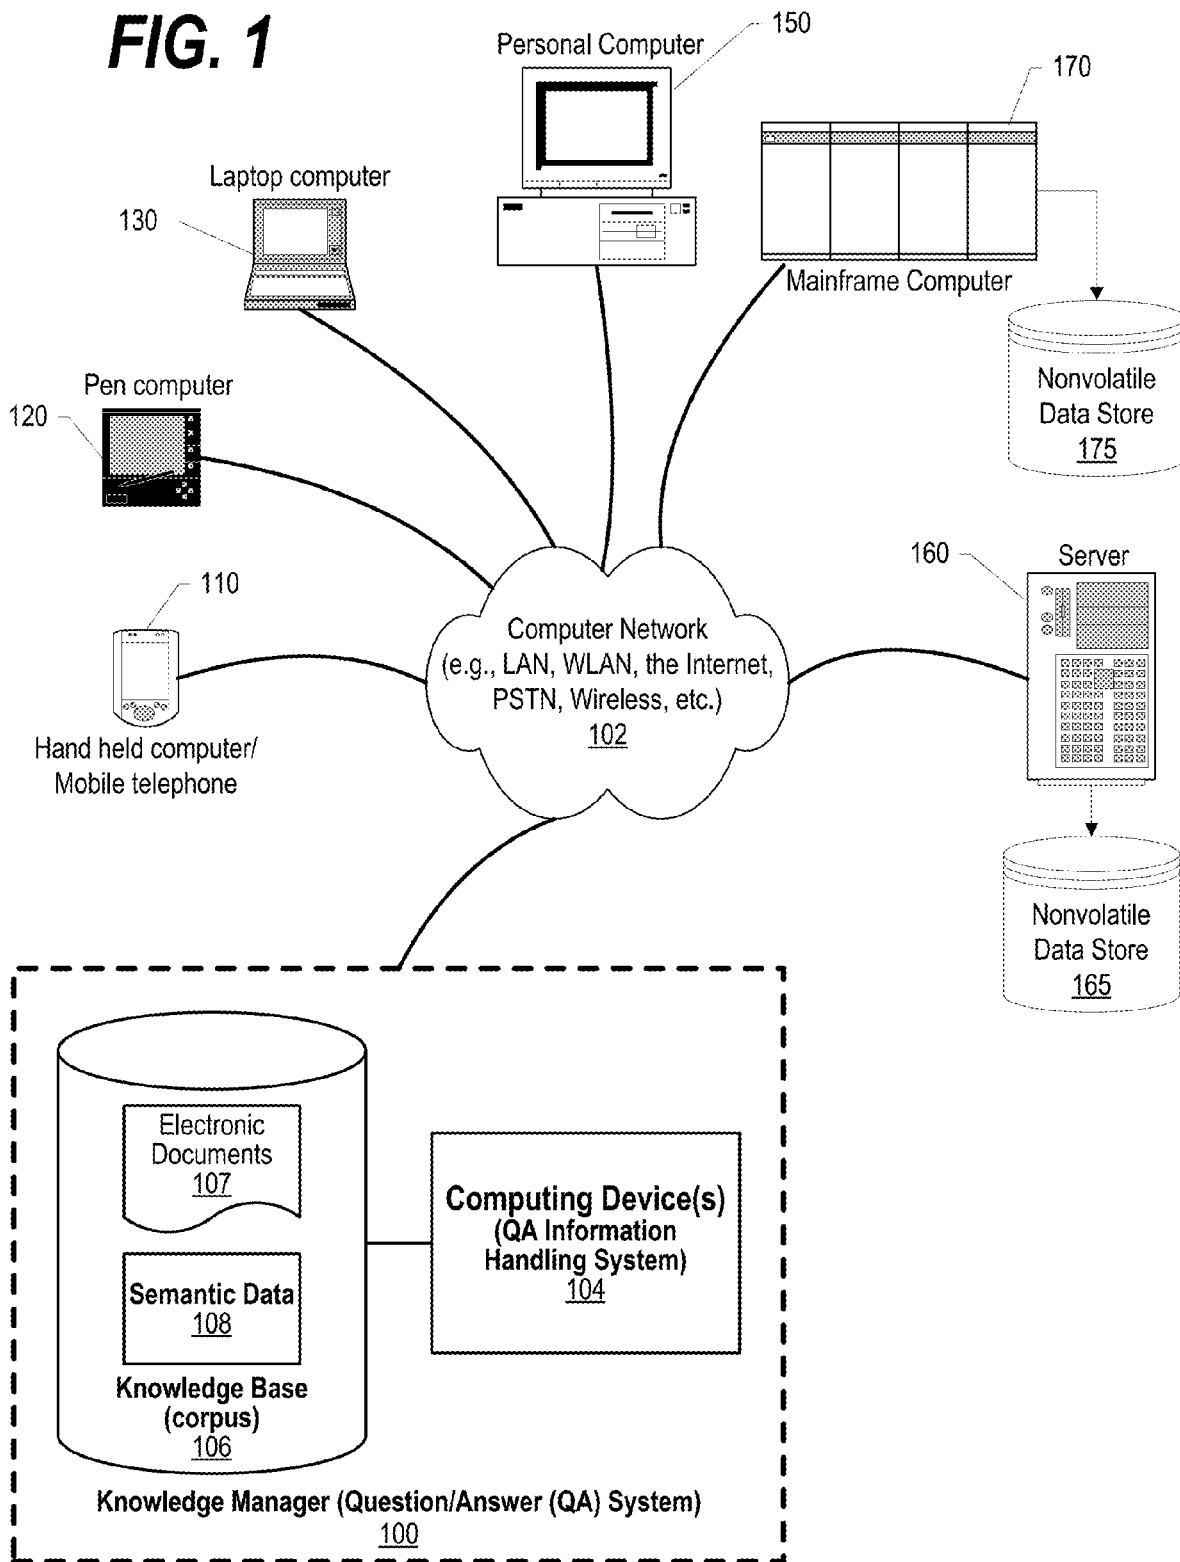 FIG. 1
Personal Computer
150
170
Laptop computer
130
Mainframe Computer
Nonvolatile
Data Store
175
Pen computer
120
160
Server
110
Computer Network
(e.g., LAN, WLAN, the Internet,
PSTN, Wireless, etc.)
102
Hand held computer/
Mobile telephone
Nonvolatile
Data Store
165
Electronic
Documents
107
Semantic Data
108
Knowledge Base
(corpus)
106
Computing Device(s)
(QA Information
Handling System)
104
Knowledge Manager (Question/Answer (QA) System)
100